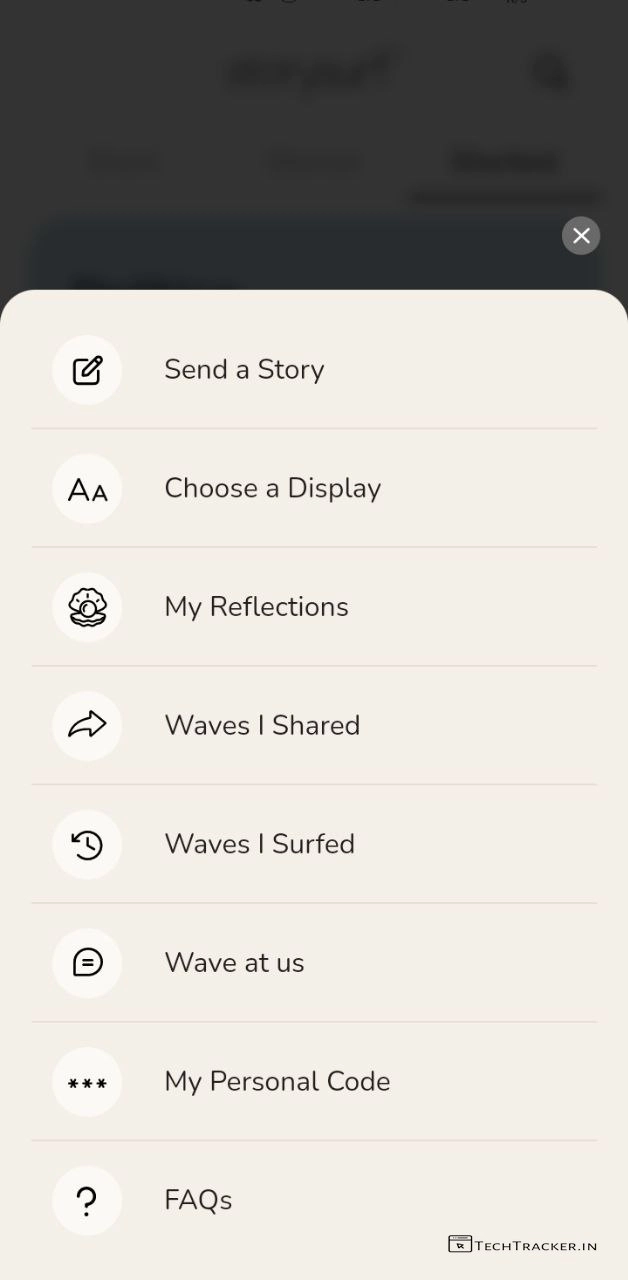 storysurf
Send a Story
Choose a Display
My Reflections
Waves I Shared
Waves I Surfed
Wave at us
My Personal Code
FAQs
TECHTRACKER.IN